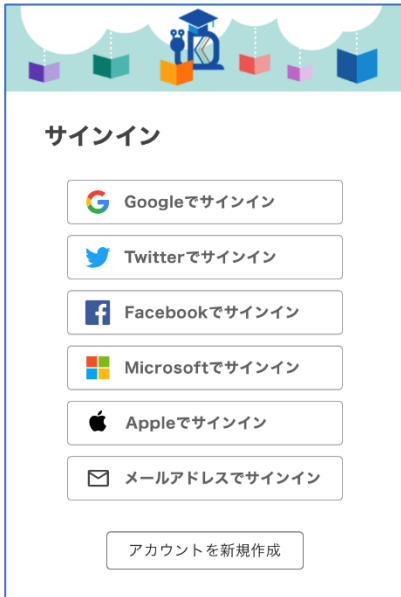 サインイン
Googleでサインイン
Twitterでサインイン
Facebookでサインイン
Microsoftでサインイン
Appleでサインイン
メールアドレスでサインイン
アカウントを新規作成